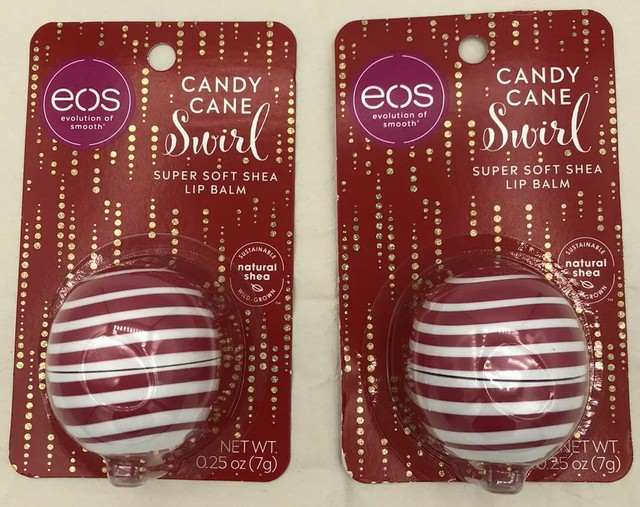 eos
evolution of
smooth®
CANDY
CANE
Swirl
SUPER SOFT SHEA
LIP BALM
SUSTAINABLE
natural
shea
WILD-GROWN
NET WT.
0.25 oz (7g)
eos
evolution of
smooth®
CANDY
CANE
Swirl
SUPER SOFT SHEA
LIP BALM
SUSTAINABLE
natural
shea
GROWN
™
NET WT.
0.25 oz (7g)